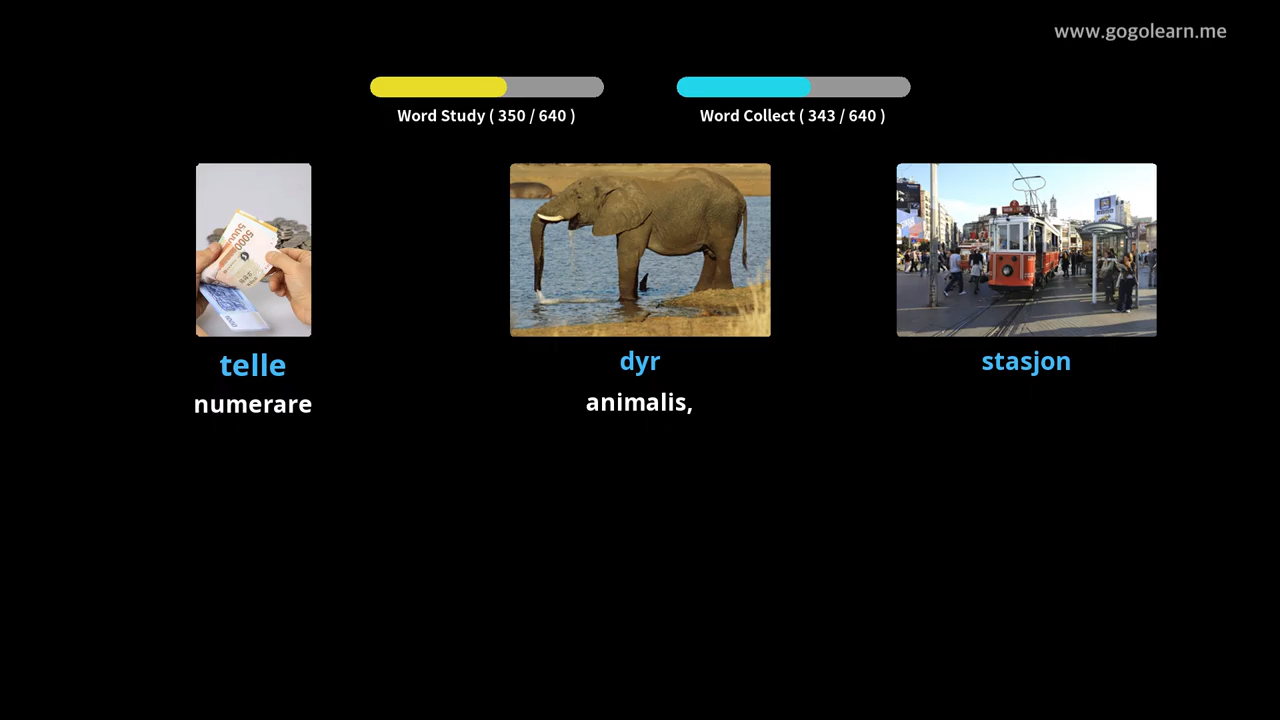 www.gogolearn.me
Word Study ( 350 / 640 )
Word Collect ( 343 / 640 )
telle
dyr
stasjon
numerare
animalis,